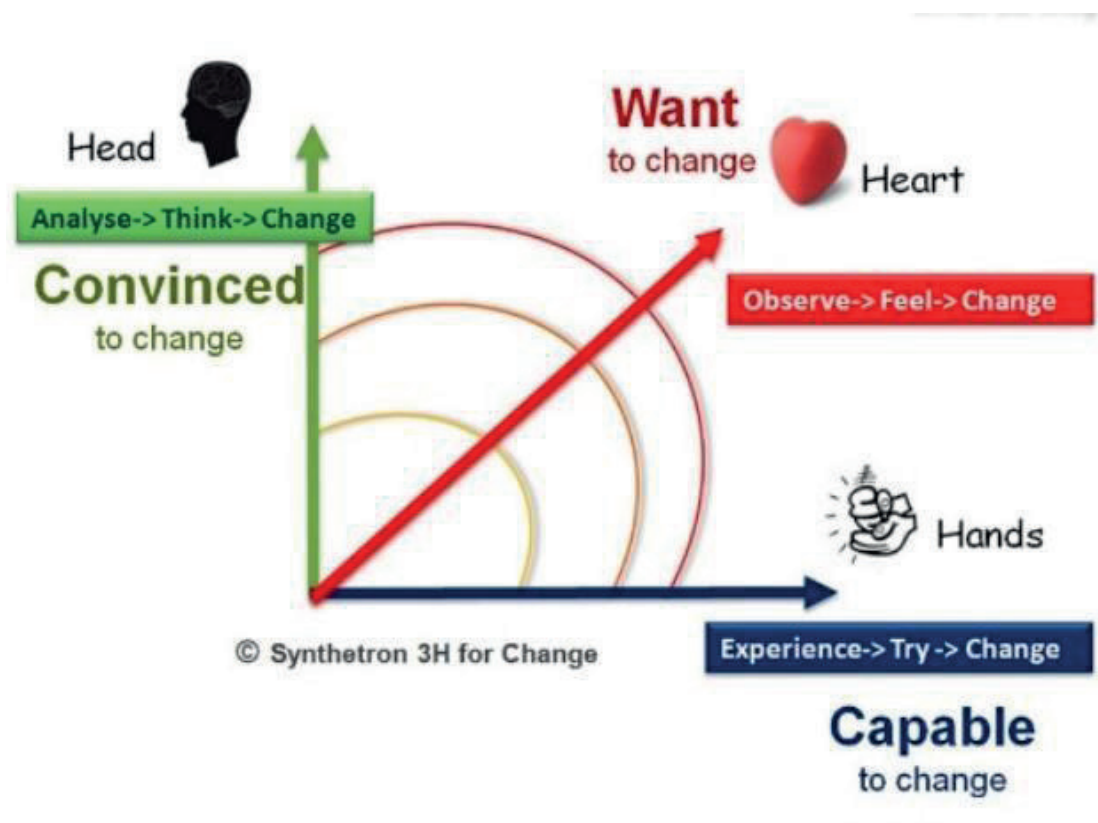 Head
Analyse-> Think-> Change
Convinced
to change
Want
to change
Heart
Observe-> Feel-> Change
Hands
Experience-> Try -> Change
Capable
to change
© Synthetron 3H for Change